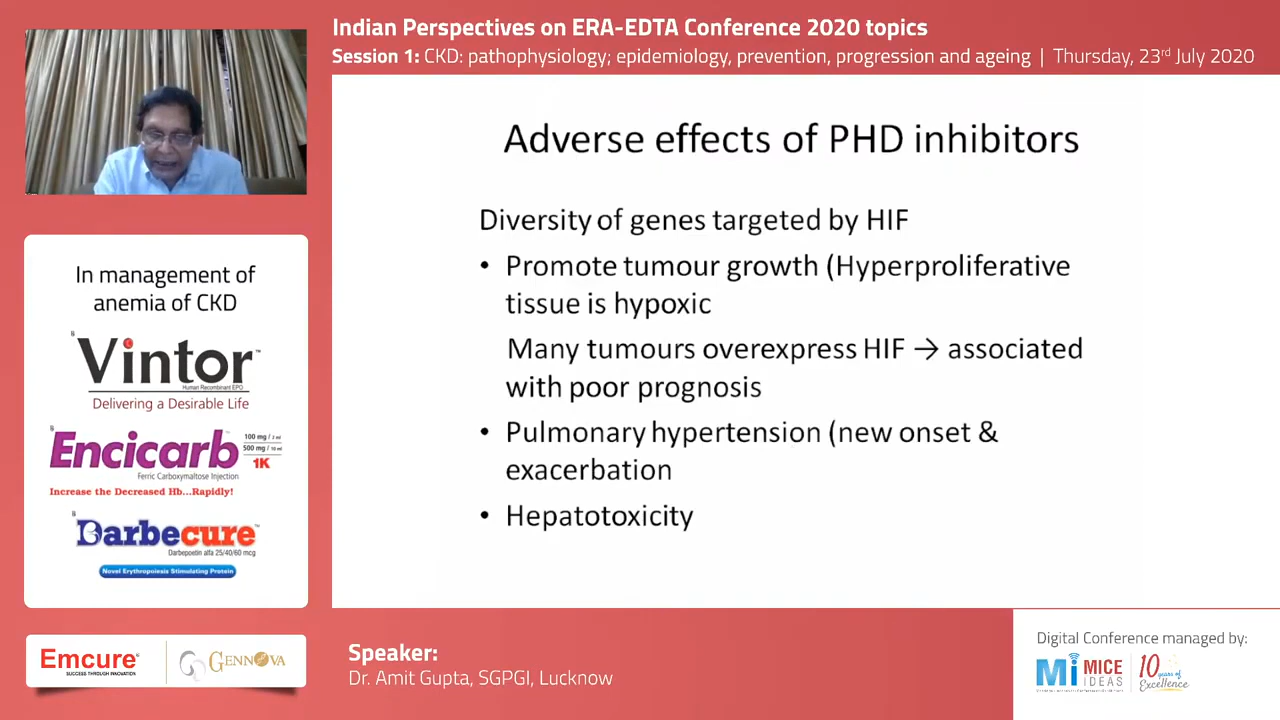 Indian Perspectives on ERA-EDTA Conference 2020 topics
Session 1: CKD: pathophysiology; epidemiology, prevention, progression and ageing | Thursday, 23rd July 2020
In management of
anemia of CKD
Vintor™
Human Recombinant EPO
Delivering a Desirable Life
Encicarb™ 100 mg / 2 ml
500 mg / 10 ml
1K
Ferric Carboxymaltose Injection
Increase the Decreased Hb...Rapidly!
Darbecure™
Darbepoetin alfa 25/40/60 mcg
Novel Erythropoiesis Stimulating Protein
Adverse effects of PHD inhibitors
Diversity of genes targeted by HIF
• Promote tumour growth (Hyperproliferative
tissue is hypoxic
Many tumours overexpress HIF → associated
with poor prognosis
• Pulmonary hypertension (new onset &
exacerbation
• Hepatotoxicity
Emcure®
SUCCESS THROUGH INNOVATION
GENNOVA
Speaker:
Dr. Amit Gupta, SGPGI, Lucknow
Digital Conference managed by:
Mi MICE
IDEAS
10 years of
Excellence